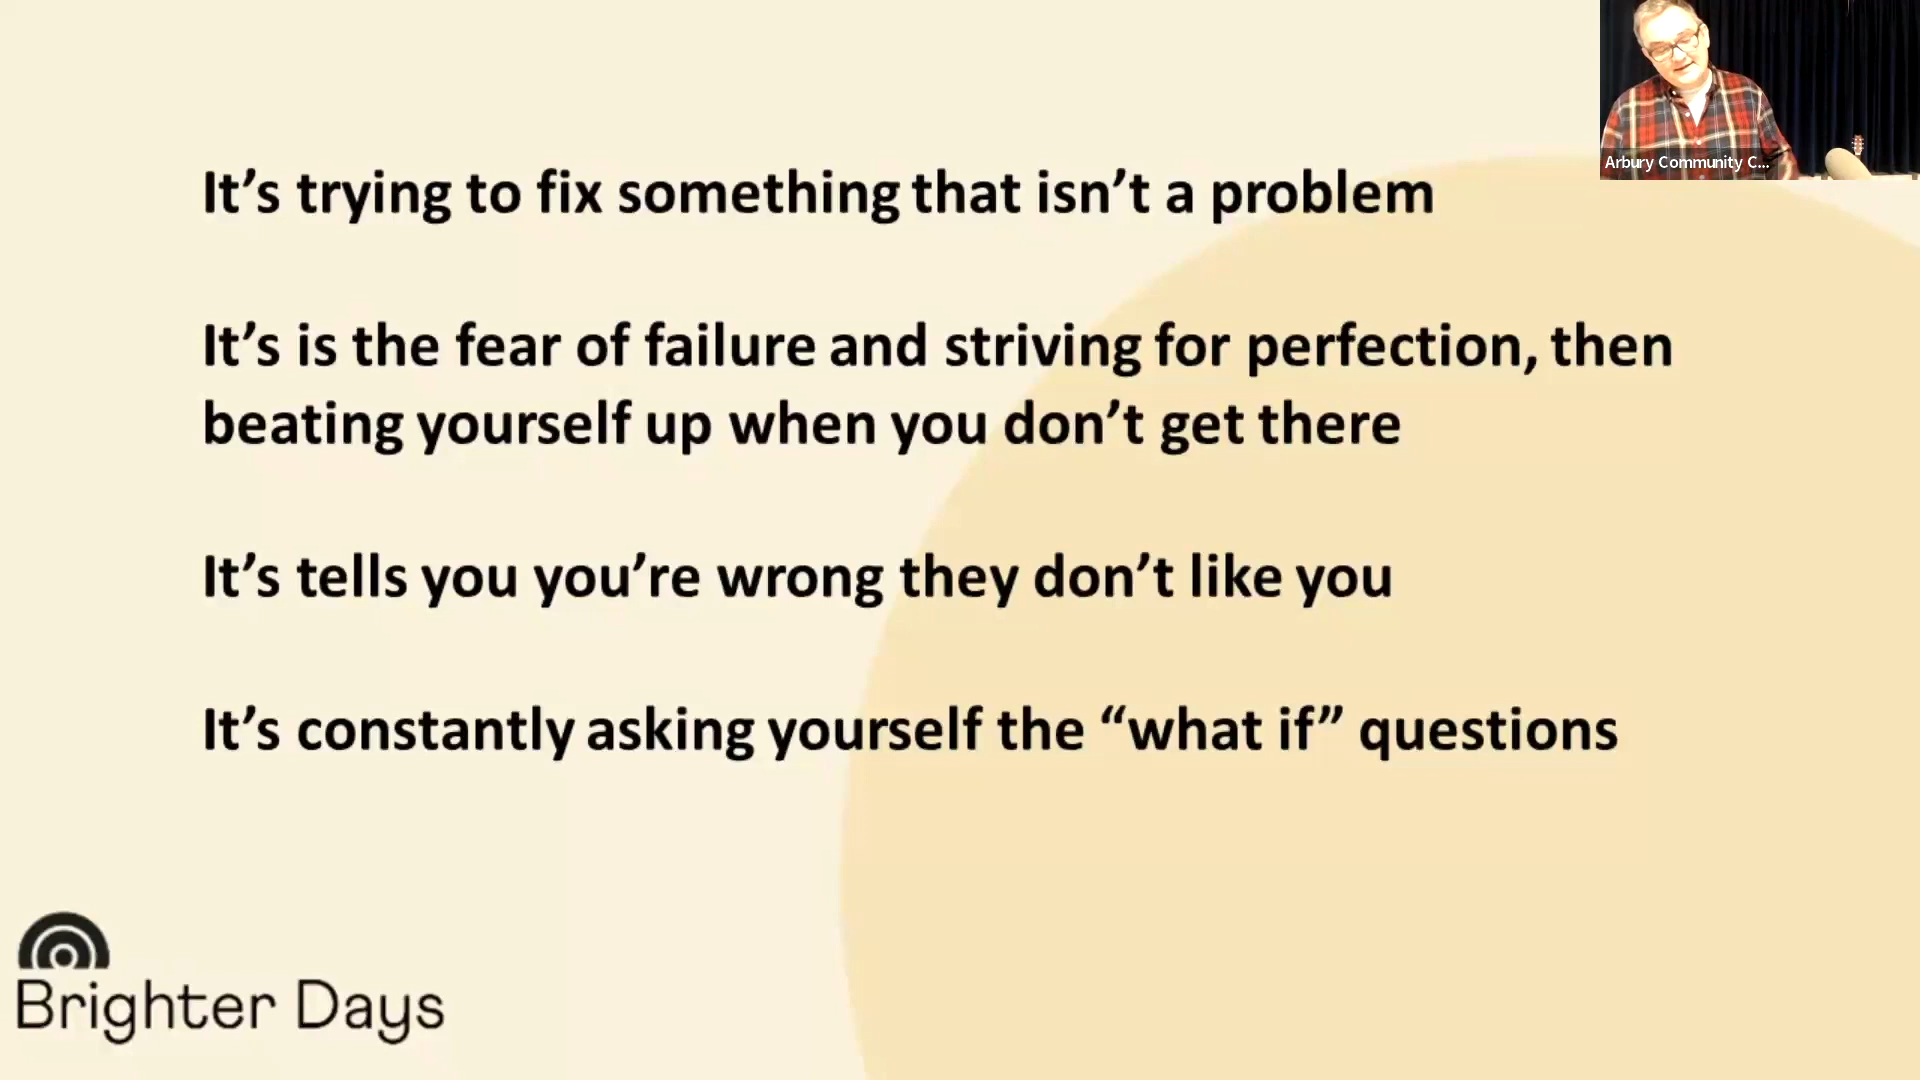 Arbury Community C...
It’s trying to fix something that isn’t a problem
It’s is the fear of failure and striving for perfection, then
beating yourself up when you don’t get there
It’s tells you you’re wrong they don’t like you
It’s constantly asking yourself the “what if” questions
Brighter Days